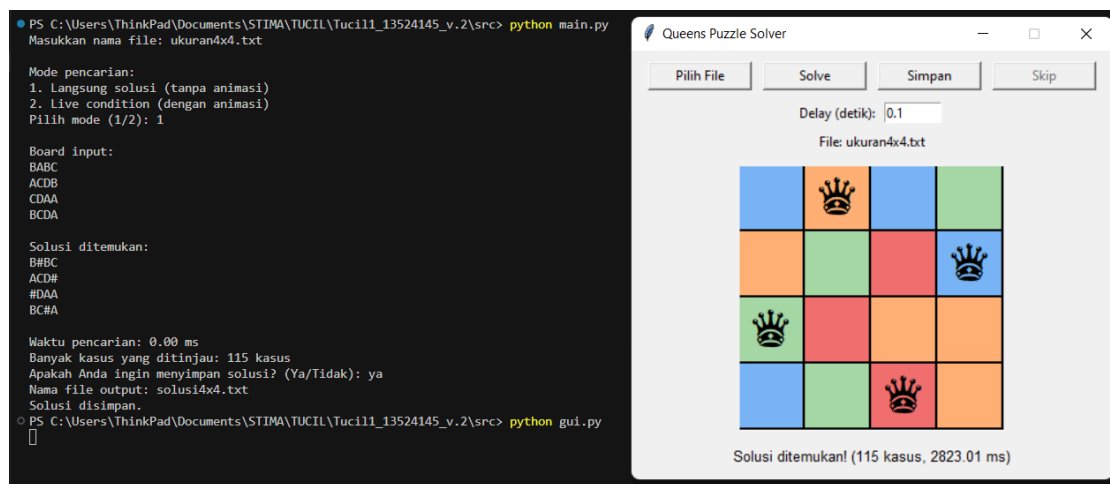 PS C:\Users\ThinkPad\Documents\STIMA\TUCIL\Tucil1_13524145_v.2\src> python main.py
Masukkan nama file: ukuran4x4.txt
Mode pencarian:
1. Langsung solusi (tanpa animasi)
2. Live condition (dengan animasi)
Pilih mode (1/2): 1
Board input:
BABC
ACDB
CDAA
BCDA
Solusi ditemukan:
B#BC
ACD#
#DAA
BC#A
Waktu pencarian: 0.00 ms
Banyak kasus yang ditinjau: 115 kasus
Apakah Anda ingin menyimpan solusi? (Ya/Tidak): ya
Nama file output: solusi4x4.txt
Solusi disimpan.
PS C:\Users\ThinkPad\Documents\STIMA\TUCIL\Tucil1_13524145_v.2\src> python gui.py
Queens Puzzle Solver
Pilih File Solve Simpan Skip
Delay (detik): 0.1
File: ukuran4x4.txt
Solusi ditemukan! (115 kasus, 2823.01 ms)